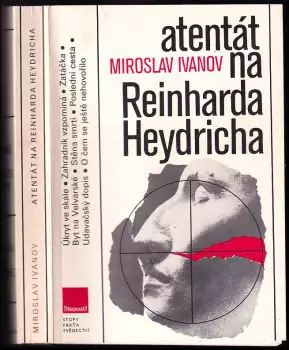 MIROSLAV IVANOV
ATENTÁT NA REINHARDA HEYDRICHA
Úkryt ve skále • Zahradník vzpomíná • Zatáčka •
Byt na Velvarské • Stěna smrti • Poslední cesta •
Udavačský dopis • O čem se ještě nehovořilo
PANORAMA
STOPY
FAKTA
SVĚDECTVÍ
atentát
MIROSLAV IVANOV
na
Reinharda
Heydricha